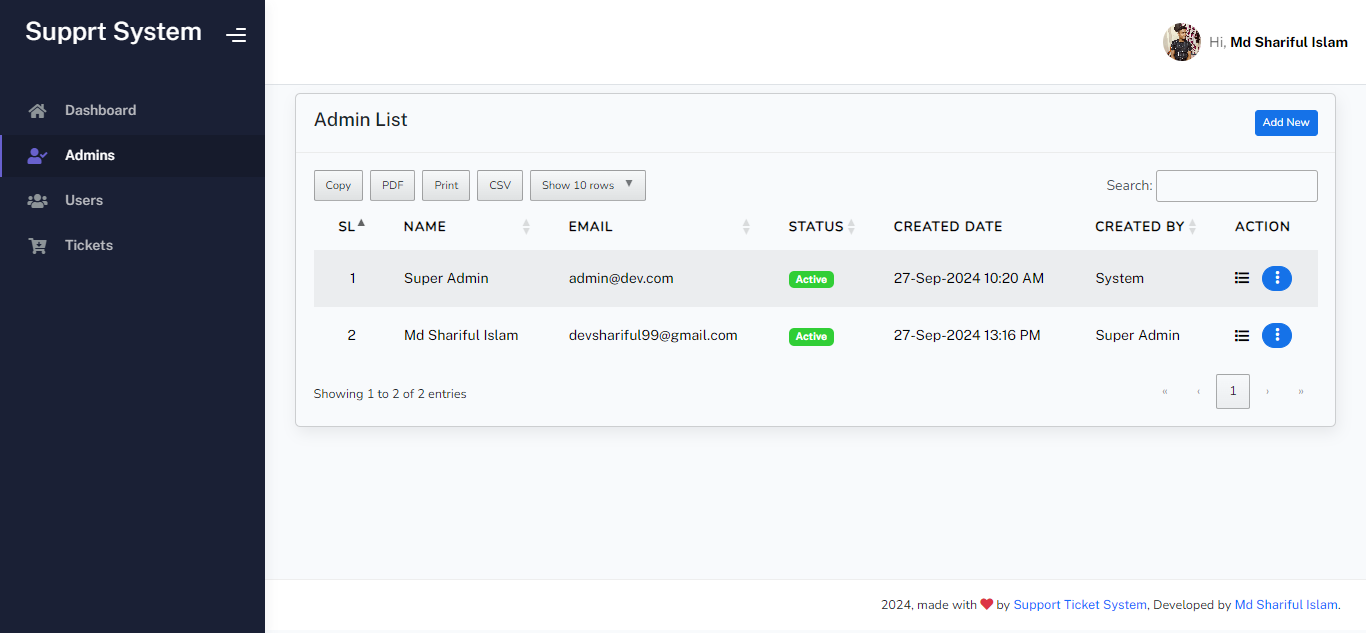 Supprt System
Hi, Md Shariful Islam
Dashboard
Admins
Users
Tickets
Admin List
Add New
Copy PDF Print CSV Show 10 rows ▼
Search:
SL NAME EMAIL STATUS CREATED DATE CREATED BY ACTION
1 Super Admin admin@dev.com Active 27-Sep-2024 10:20 AM System
2 Md Shariful Islam devshariful99@gmail.com Active 27-Sep-2024 13:16 PM Super Admin
Showing 1 to 2 of 2 entries
« ‹ 1 › »
2024, made with ❤ by Support Ticket System, Developed by Md Shariful Islam.